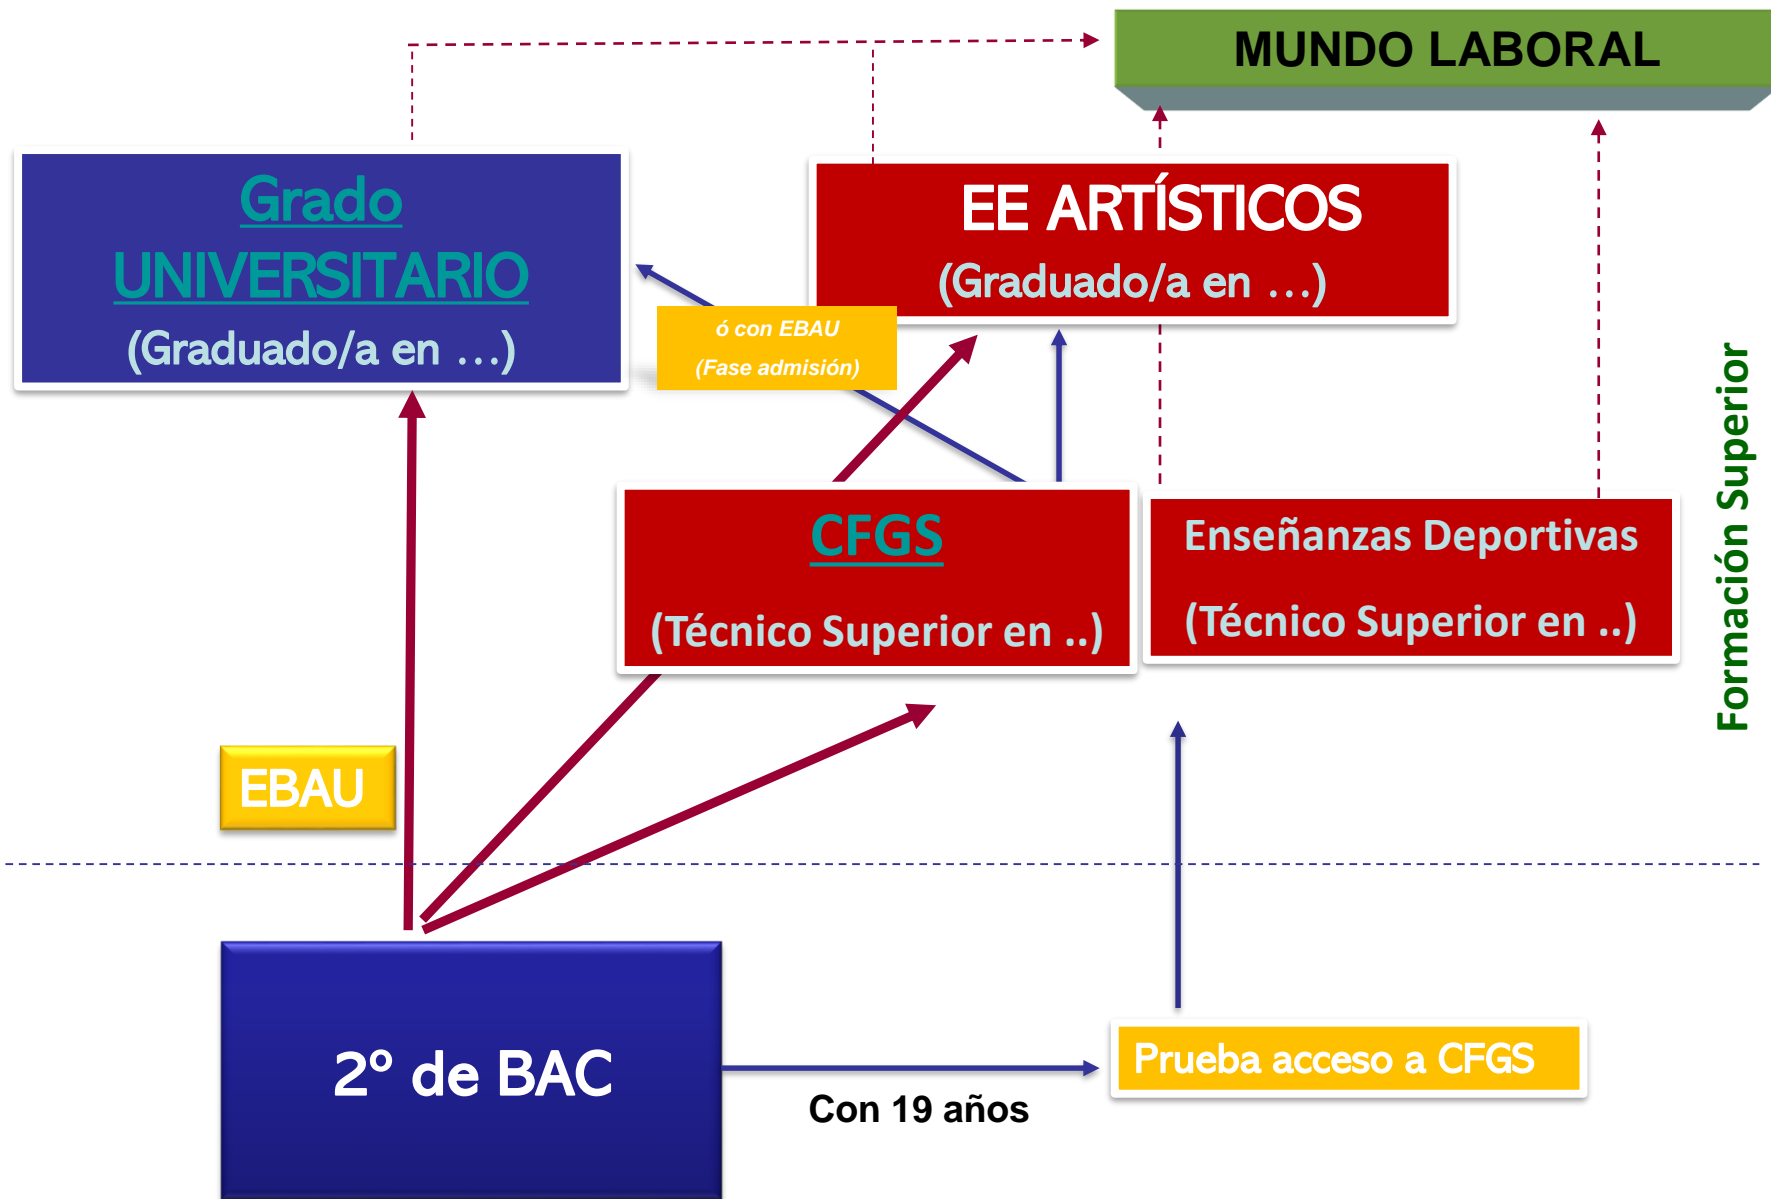 MUNDO LABORAL
Grado
UNIVERSITARIO
(Graduado/a en …)
EE ARTÍSTICOS
(Graduado/a en …)
ó con EBAU
(Fase admisión)
CFGS
(Técnico Superior en ..)
Enseñanzas Deportivas
(Técnico Superior en ..)
Formación Superior
EBAU
2º de BAC
Con 19 años
Prueba acceso a CFGS